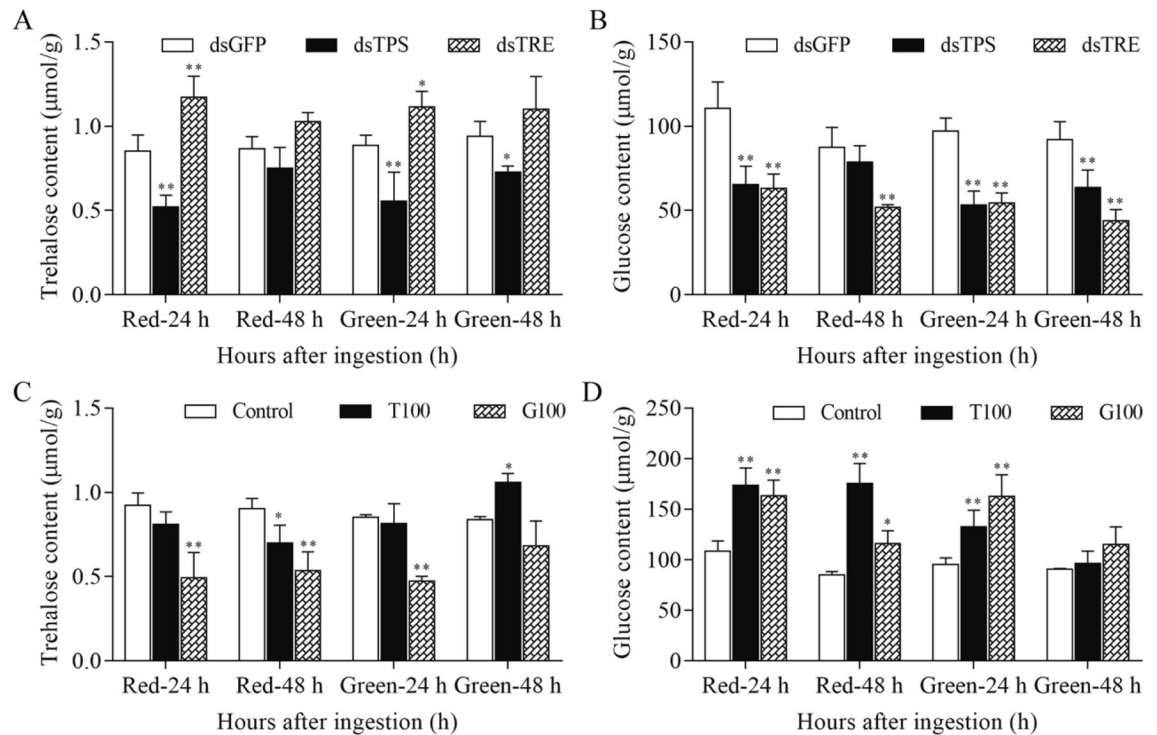 A
dsGFP dsTPS dsTRE
Trehalose content (μmol/g)
1.5
1.0
0.5
0.0
** ** ** * *
Red-24 h Red-48 h Green-24 h Green-48 h
Hours after ingestion (h)
B
dsGFP dsTPS dsTRE
Glucose content (μmol/g)
150
100
50
0
** ** ** ** ** ** **
Red-24 h Red-48 h Green-24 h Green-48 h
Hours after ingestion (h)
C
Control T100 G100
Trehalose content (μmol/g)
1.5
1.0
0.5
0.0
** * ** ** *
Red-24 h Red-48 h Green-24 h Green-48 h
Hours after ingestion (h)
D
Control T100 G100
Glucose content (μmol/g)
250
200
150
100
50
0
** ** ** * ** **
Red-24 h Red-48 h Green-24 h Green-48 h
Hours after ingestion (h)